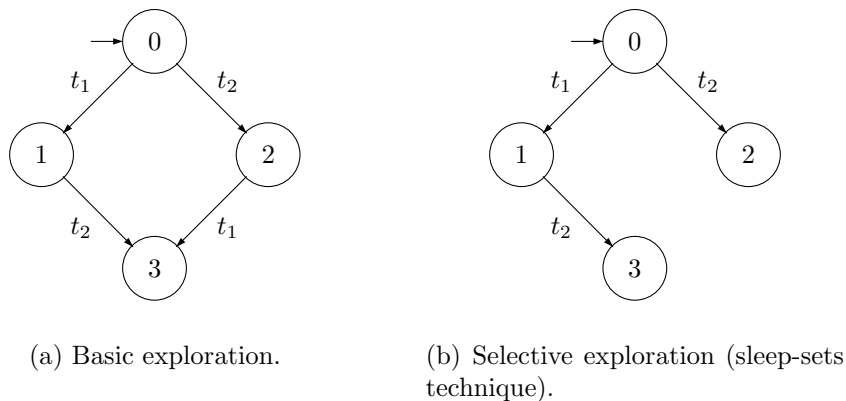 0 0
t1 t2 t1 t2
1 2 1 2
t2 t1 t2
3 3
(a) Basic exploration. (b) Selective exploration (sleep-sets
technique).